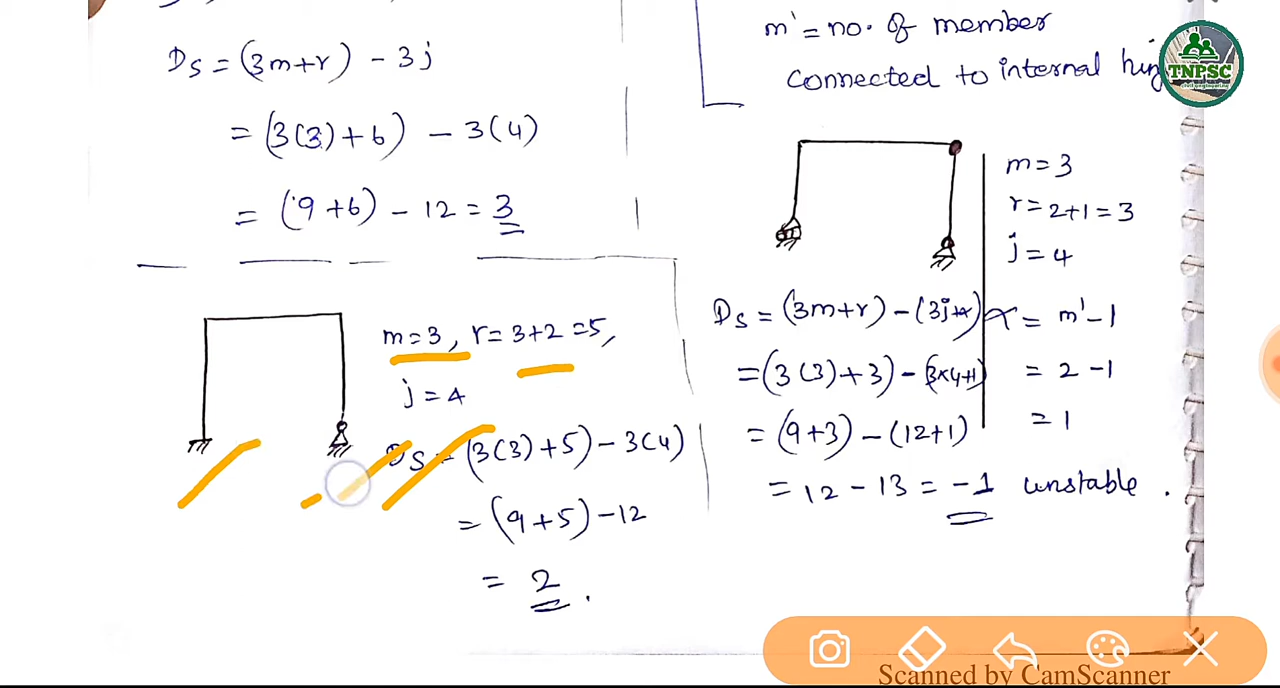 Ds = (3m+r) - 3j
= (3(3)+6) - 3(4)
= (9+6) - 12 = 3
m=3, r=3+2=5,
j=4
Ds = (3(3)+5) - 3(4)
= (9+5) - 12
= 2.
m' = no. of member
connected to internal
TNPSC
m=3
r=2+1=3
j=4
Ds = (3m+r) - (3j+r)
r = m'-1
= (3(3)+3) - (3x4+1)
= 2-1
= (9+3) - (12+1)
= 1
= 12 - 13 = -1 unstable.
Scanned by CamScanner